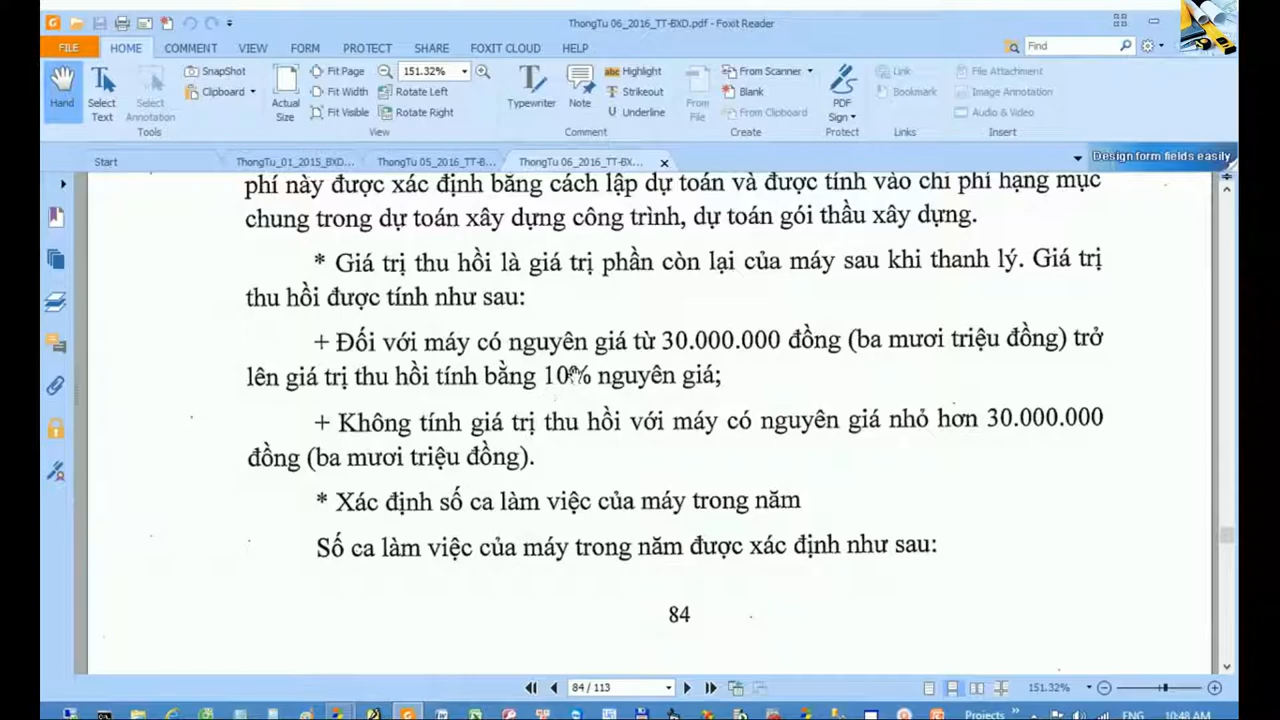 ThongTu 06_2016_TT-BXD.pdf - Foxit Reader
FILE HOME COMMENT VIEW FORM PROTECT SHARE FOXIT CLOUD HELP Find
Hand
Select Text
Select Annotation
SnapShot
Clipboard
Tools
Actual Size
Fit Page
Fit Width
Fit Visible
151.32%
Rotate Left
Rotate Right
View
Typewriter
Note
Highlight
Strikeout
Underline
Comment
From File
From Scanner
Blank
From Clipboard
Create
PDF Sign
Protect
Link
Bookmark
Links
File Attachment
Image Annotation
Audio & Video
Insert
Start ThongTu_01_2015_BXD... ThongTu 05_2016_TT-B... ThongTu 06_2016_TT-BX... Design form fields easily
phí này được xác định bằng cách lập dự toán và được tính vào chi phí hạng mục
chung trong dự toán xây dựng công trình, dự toán gói thầu xây dựng.
* Giá trị thu hồi là giá trị phần còn lại của máy sau khi thanh lý. Giá trị
thu hồi được tính như sau:
+ Đối với máy có nguyên giá từ 30.000.000 đồng (ba mươi triệu đồng) trở
lên giá trị thu hồi tính bằng 10% nguyên giá;
+ Không tính giá trị thu hồi với máy có nguyên giá nhỏ hơn 30.000.000
đồng (ba mươi triệu đồng).
* Xác định số ca làm việc của máy trong năm
Số ca làm việc của máy trong năm được xác định như sau:
84
84 / 113 151.32%
Projects ENG 10:48 AM